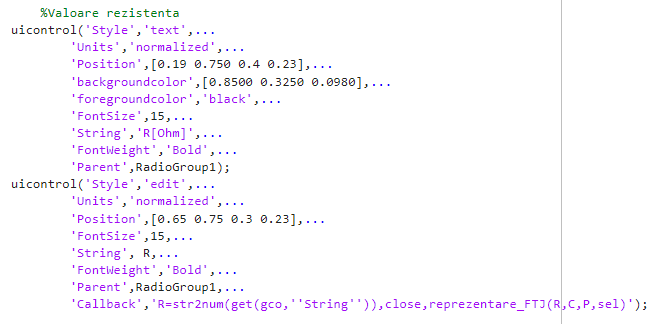 %Valoare rezistenta
uicontrol('Style','text',...
'Units','normalized',...
'Position',[0.19 0.750 0.4 0.23],...
'backgroundcolor',[0.8500 0.3250 0.0980],...
'foregroundcolor','black',...
'FontSize',15,...
'String','R[Ohm]',...
'FontWeight','Bold',...
'Parent',RadioGroup1);
uicontrol('Style','edit',...
'Units','normalized',...
'Position',[0.65 0.75 0.3 0.23],...
'FontSize',15,...
'String', R,...
'FontWeight','Bold',...
'Parent',RadioGroup1,...
'Callback','R=str2num(get(gco,''String'')),close,reprezentare_FTJ(R,C,P,sel)');